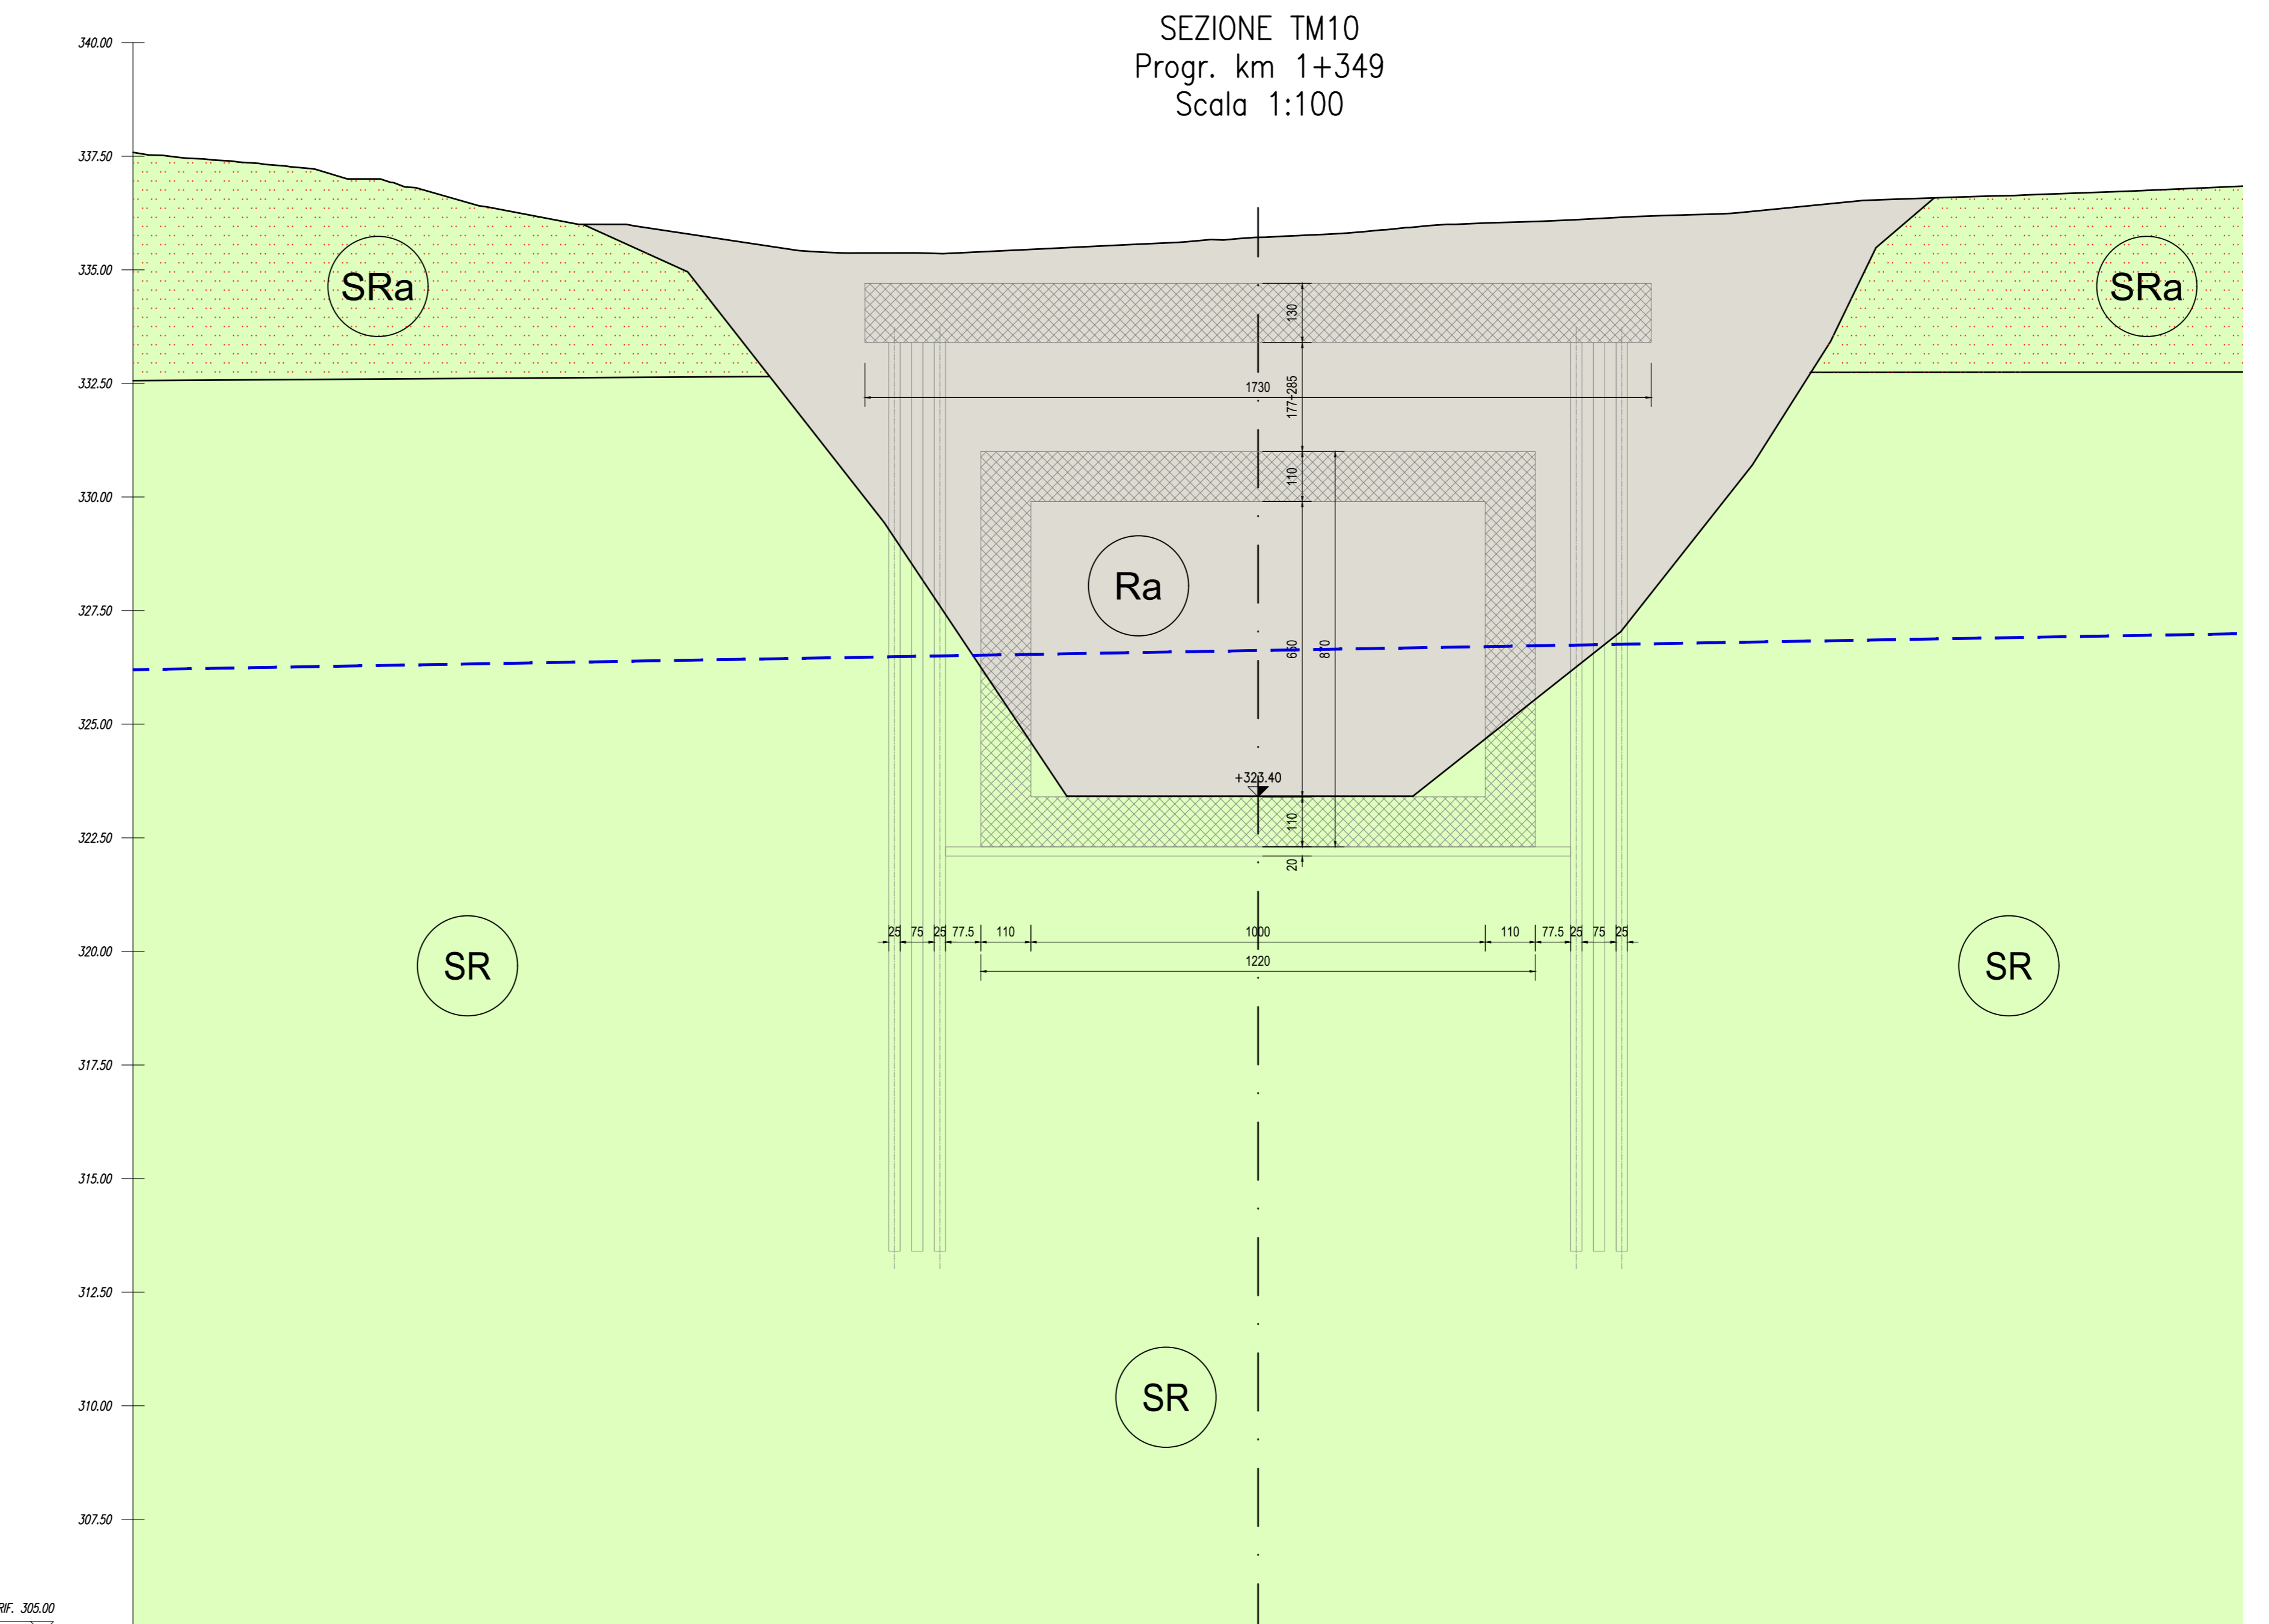 SEZIONE TM10
Progr. km 1+349
Scala 1:100
340.00
337.50
335.00
SRa
SRa
130
332.50
1730
177-285
330.00
110
Ra
327.50
650
870
325.00
+323.40
110
322.50
20
25 75 25 77.5 110 1000 110 77.5 25 75 25
320.00
1220
SR
SR
317.50
315.00
312.50
310.00
SR
307.50
RIF. 305.00